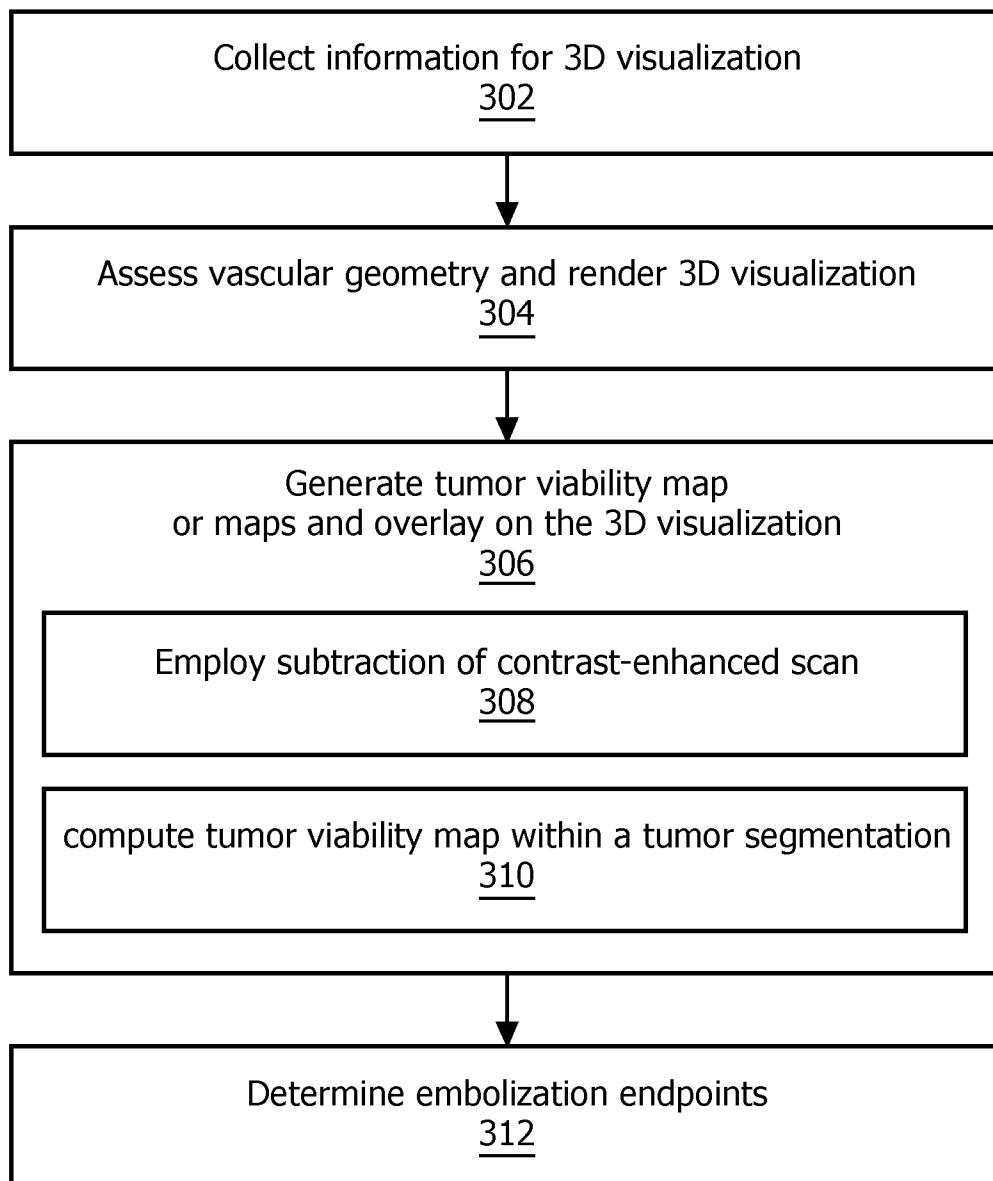 Collect information for 3D visualization
302
Assess vascular geometry and render 3D visualization
304
Generate tumor viability map
or maps and overlay on the 3D visualization
306
Employ subtraction of contrast-enhanced scan
308
compute tumor viability map within a tumor segmentation
310
Determine embolization endpoints
312